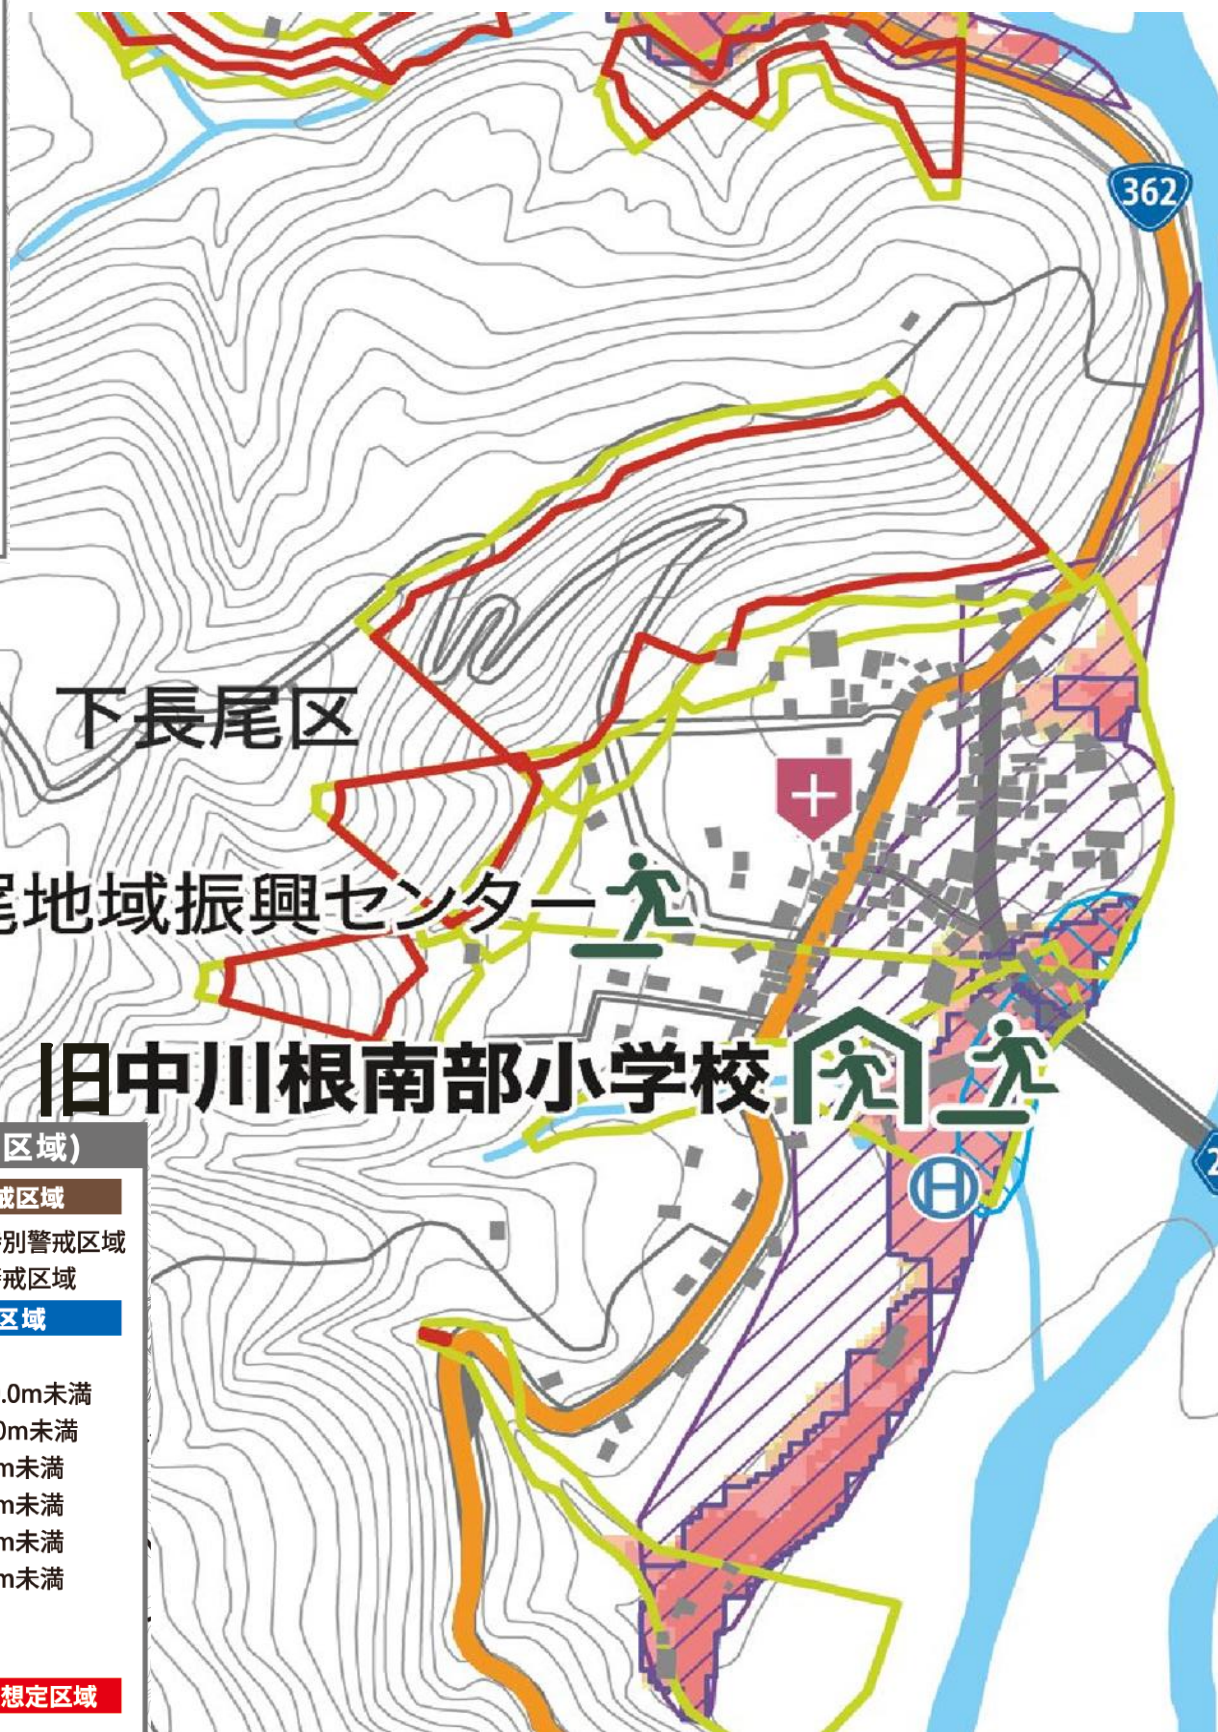 362
下長尾区
尾地域振興センター
旧中川根南部小学校
H
2
区域)
戒区域
別警戒区域
戒区域
区域
.0m未満
0m未満
m未満
m未満
m未満
m未満
想定区域